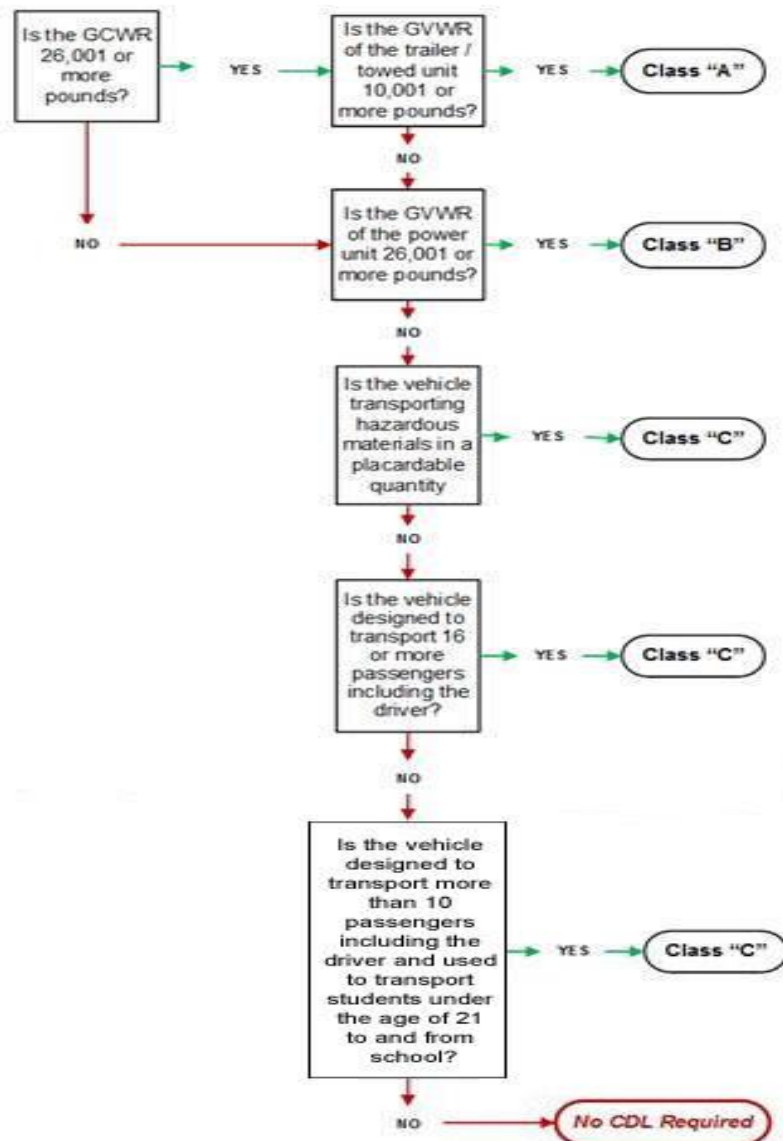 Is the GCWR
26,001 or
more
pounds?
YES
Is the GVWR
of the trailer /
towed unit
10,001 or
more pounds?
YES
Class “A”
NO
NO
Is the GVWR
of the power
unit 26,001 or
more pounds?
YES
Class “B”
NO
Is the vehicle
transporting
hazardous
materials in a
placardable
quantity
YES
Class “C”
NO
Is the vehicle
designed to
transport 16
or more
passengers
including the
driver?
YES
Class “C”
NO
Is the vehicle
designed to
transport more
than 10
passengers
including the
driver and used
to transport
students under
the age of 21
to and from
school?
YES
Class “C”
NO
No CDL Required